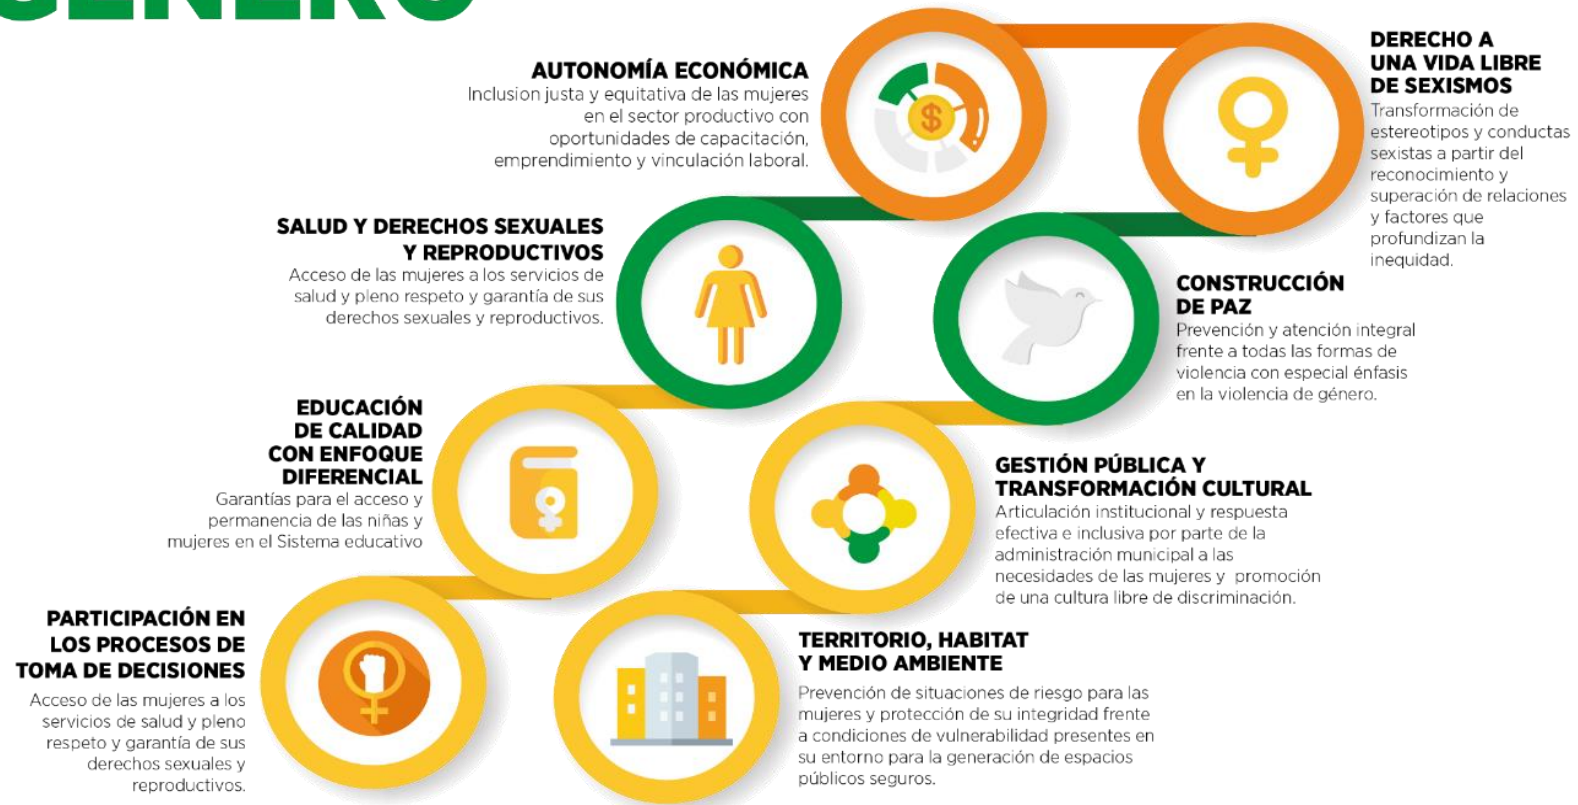 GÉNERO
AUTONOMÍA ECONÓMICA
Inclusion justa y equitativa de las mujeres
en el sector productivo con
oportunidades de capacitación,
emprendimiento y vinculación laboral.
DERECHO A
UNA VIDA LIBRE
DE SEXISMOS
Transformación de
estereotipos y conductas
sexistas a partir del
reconocimiento y
superación de relaciones
y factores que
profundizan la
inequidad.
SALUD Y DERECHOS SEXUALES
Y REPRODUCTIVOS
Acceso de las mujeres a los servicios de
salud y pleno respeto y garantía de sus
derechos sexuales y reproductivos.
CONSTRUCCIÓN
DE PAZ
Prevención y atención integral
frente a todas las formas de
violencia con especial énfasis
en la violencia de género.
EDUCACIÓN
DE CALIDAD
CON ENFOQUE
DIFERENCIAL
Garantías para el acceso y
permanencia de las niñas y
mujeres en el Sistema educativo
GESTIÓN PÚBLICA Y
TRANSFORMACIÓN CULTURAL
Articulación institucional y respuesta
efectiva e inclusiva por parte de la
administración municipal a las
necesidades de las mujeres y promoción
de una cultura libre de discriminación.
PARTICIPACIÓN EN
LOS PROCESOS DE
TOMA DE DECISIONES
Acceso de las mujeres a los
servicios de salud y pleno
respeto y garantía de sus
derechos sexuales y
reproductivos.
TERRITORIO, HABITAT
Y MEDIO AMBIENTE
Prevención de situaciones de riesgo para las
mujeres y protección de su integridad frente
a condiciones de vulnerabilidad presentes en
su entorno para la generación de espacios
públicos seguros.
$